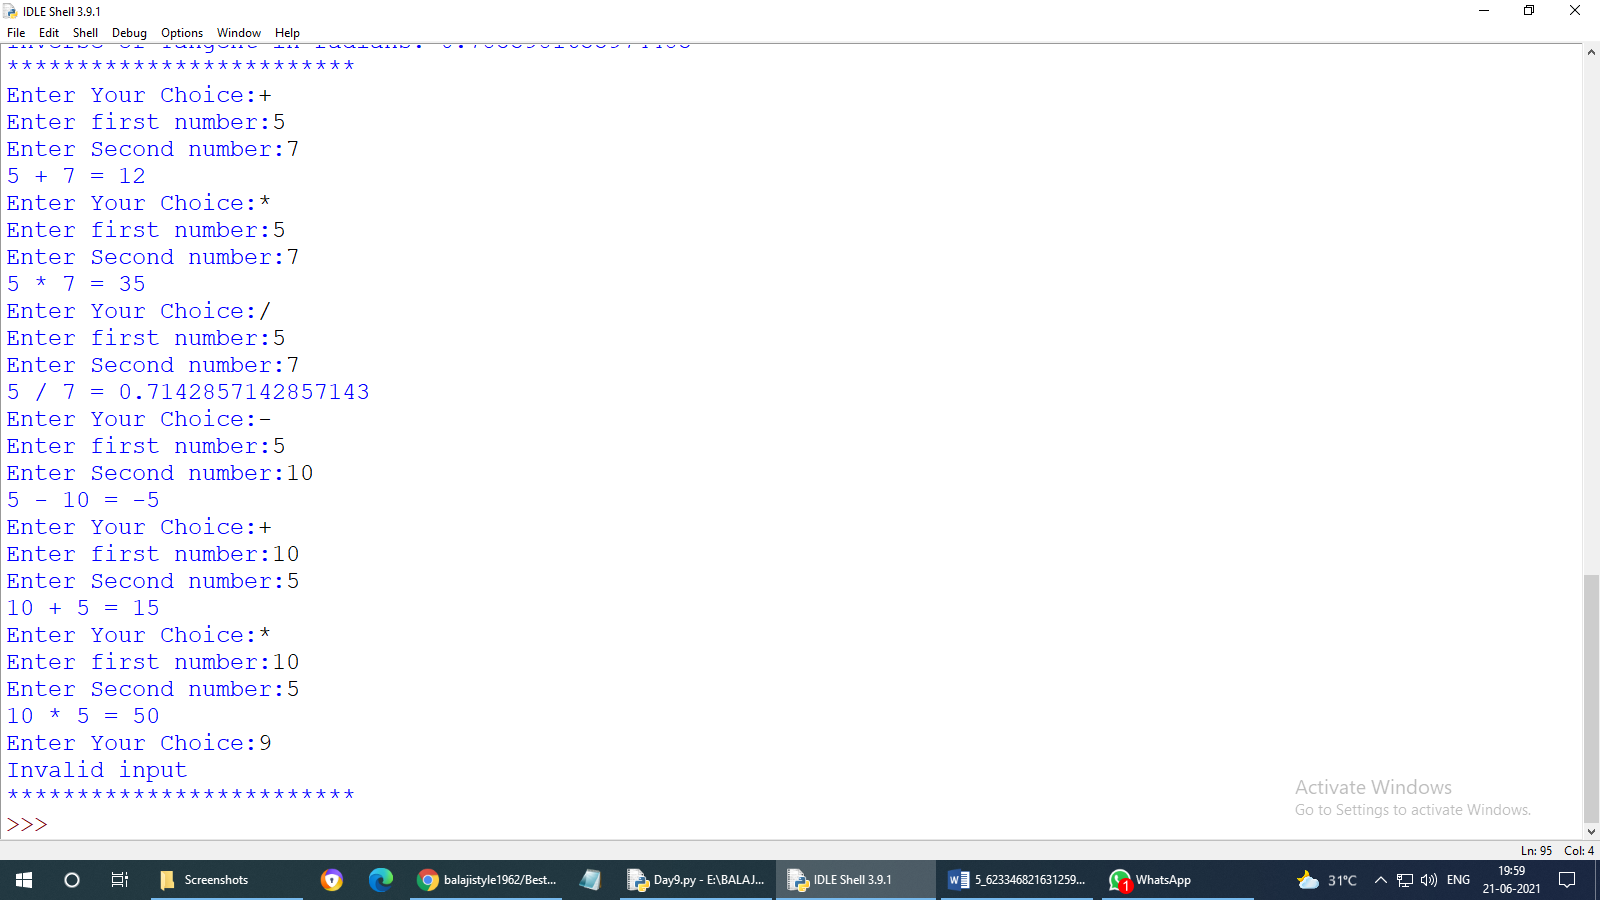 IDLE Shell 3.9.1
File Edit Shell Debug Options Window Help
Inverse of Tangent in radians:
*************************
Enter Your Choice:+
Enter first number:5
Enter Second number:7
5 + 7 = 12
Enter Your Choice:*
Enter first number:5
Enter Second number:7
5 * 7 = 35
Enter Your Choice:/
Enter first number:5
Enter Second number:7
5 / 7 = 0.7142857142857143
Enter Your Choice:-
Enter first number:5
Enter Second number:10
5 - 10 = -5
Enter Your Choice:+
Enter first number:10
Enter Second number:5
10 + 5 = 15
Enter Your Choice:*
Enter first number:10
Enter Second number:5
10 * 5 = 50
Enter Your Choice:9
Invalid input
*************************
>>>
Activate Windows
Go to Settings to activate Windows.
Ln: 95 Col: 4
Screenshots
balajistyle1962/Best...
Day9.py - E:\BALAJ...
IDLE Shell 3.9.1
5_623346821631259...
1
WhatsApp
31°C
ENG
19:59
21-06-2021